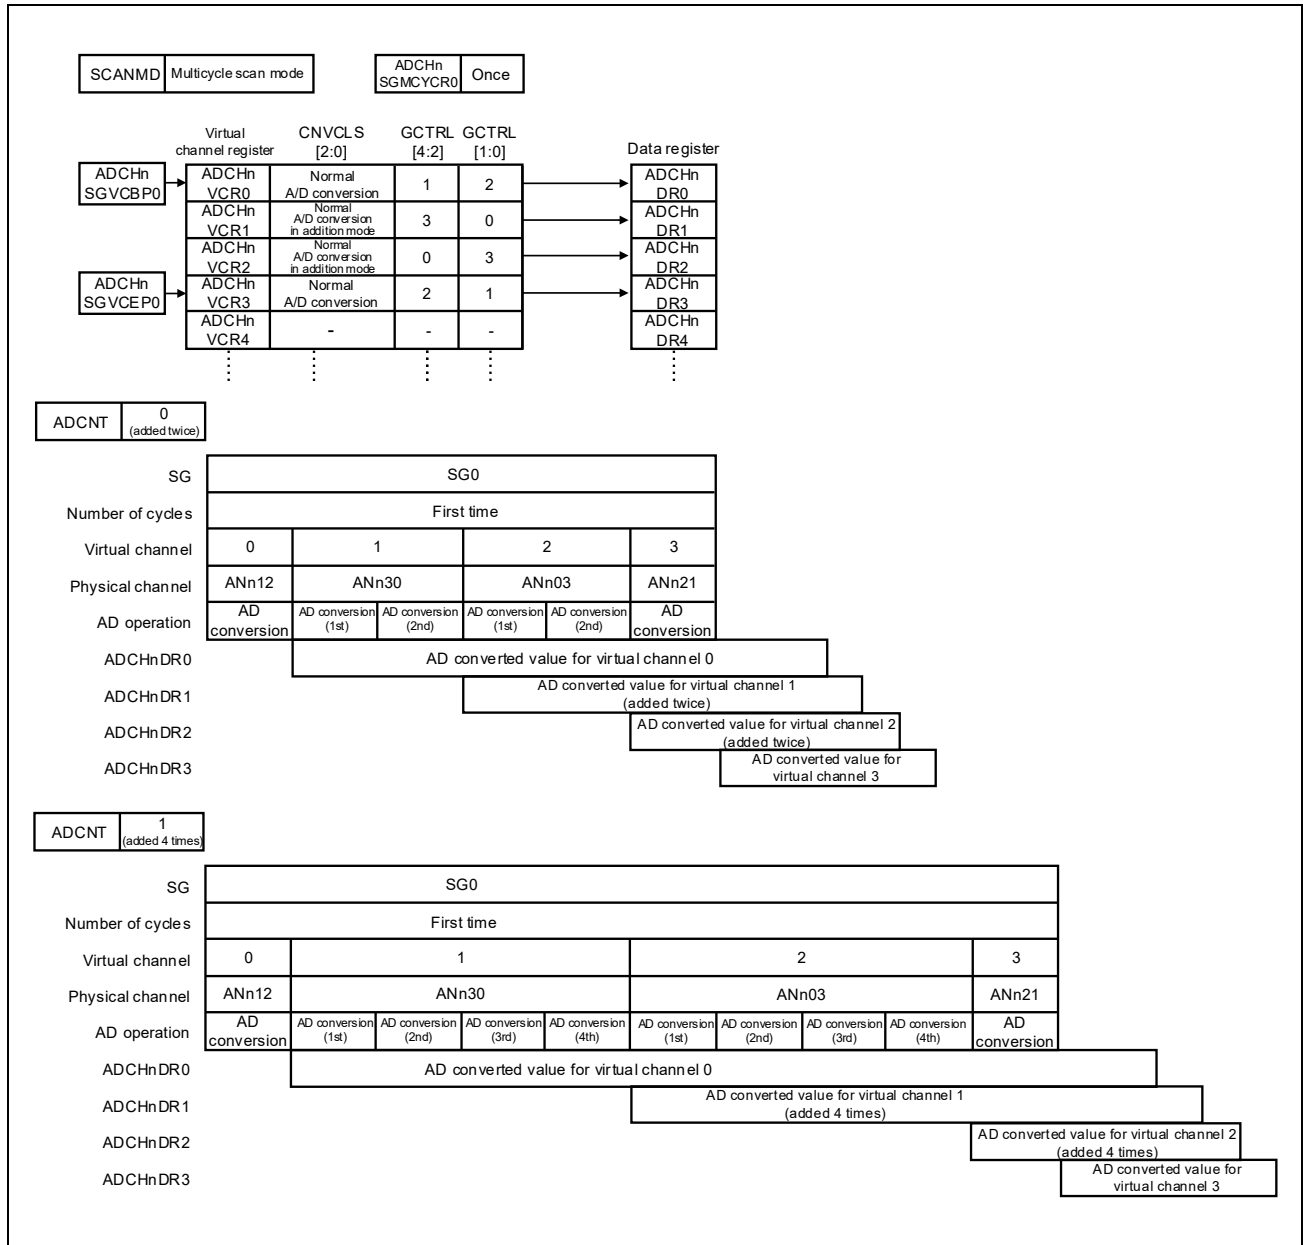 SCANMD Multicycle scan mode
ADCHn
SGMCYCR0 Once
Virtual
channel register
CNVCLS
[2:0]
GCTRL
[4:2]
GCTRL
[1:0]
Data register
ADCHn
SGVCBP0
ADCHn
VCR0
Normal
A/D conversion
1 2
ADCHn
DR0
ADCHn
VCR1
Normal
A/D conversion
in addition mode
3 0
ADCHn
DR1
ADCHn
VCR2
Normal
A/D conversion
in addition mode
0 3
ADCHn
DR2
ADCHn
SGVCEP0
ADCHn
VCR3
Normal
A/D conversion
2 1
ADCHn
DR3
ADCHn
VCR4
- - -
ADCHn
DR4
ADCNT 0
(added twice)
SG SG0
Number of cycles First time
Virtual channel 0 1 2 3
Physical channel ANn12 ANn30 ANn03 ANn21
AD operation
AD
conversion
AD conversion
(1st)
AD conversion
(2nd)
AD conversion
(1st)
AD conversion
(2nd)
AD
conversion
ADCHnDR0 AD converted value for virtual channel 0
ADCHnDR1 AD converted value for virtual channel 1
(added twice)
ADCHnDR2 AD converted value for virtual channel 2
(added twice)
ADCHnDR3 AD converted value for
virtual channel 3
ADCNT 1
(added 4 times)
SG SG0
Number of cycles First time
Virtual channel 0 1 2 3
Physical channel ANn12 ANn30 ANn03 ANn21
AD operation
AD
conversion
AD conversion
(1st)
AD conversion
(2nd)
AD conversion
(3rd)
AD conversion
(4th)
AD conversion
(1st)
AD conversion
(2nd)
AD conversion
(3rd)
AD conversion
(4th)
AD
conversion
ADCHnDR0 AD converted value for virtual channel 0
ADCHnDR1 AD converted value for virtual channel 1
(added 4 times)
ADCHnDR2 AD converted value for virtual channel 2
(added 4 times)
ADCHnDR3 AD converted value for
virtual channel 3